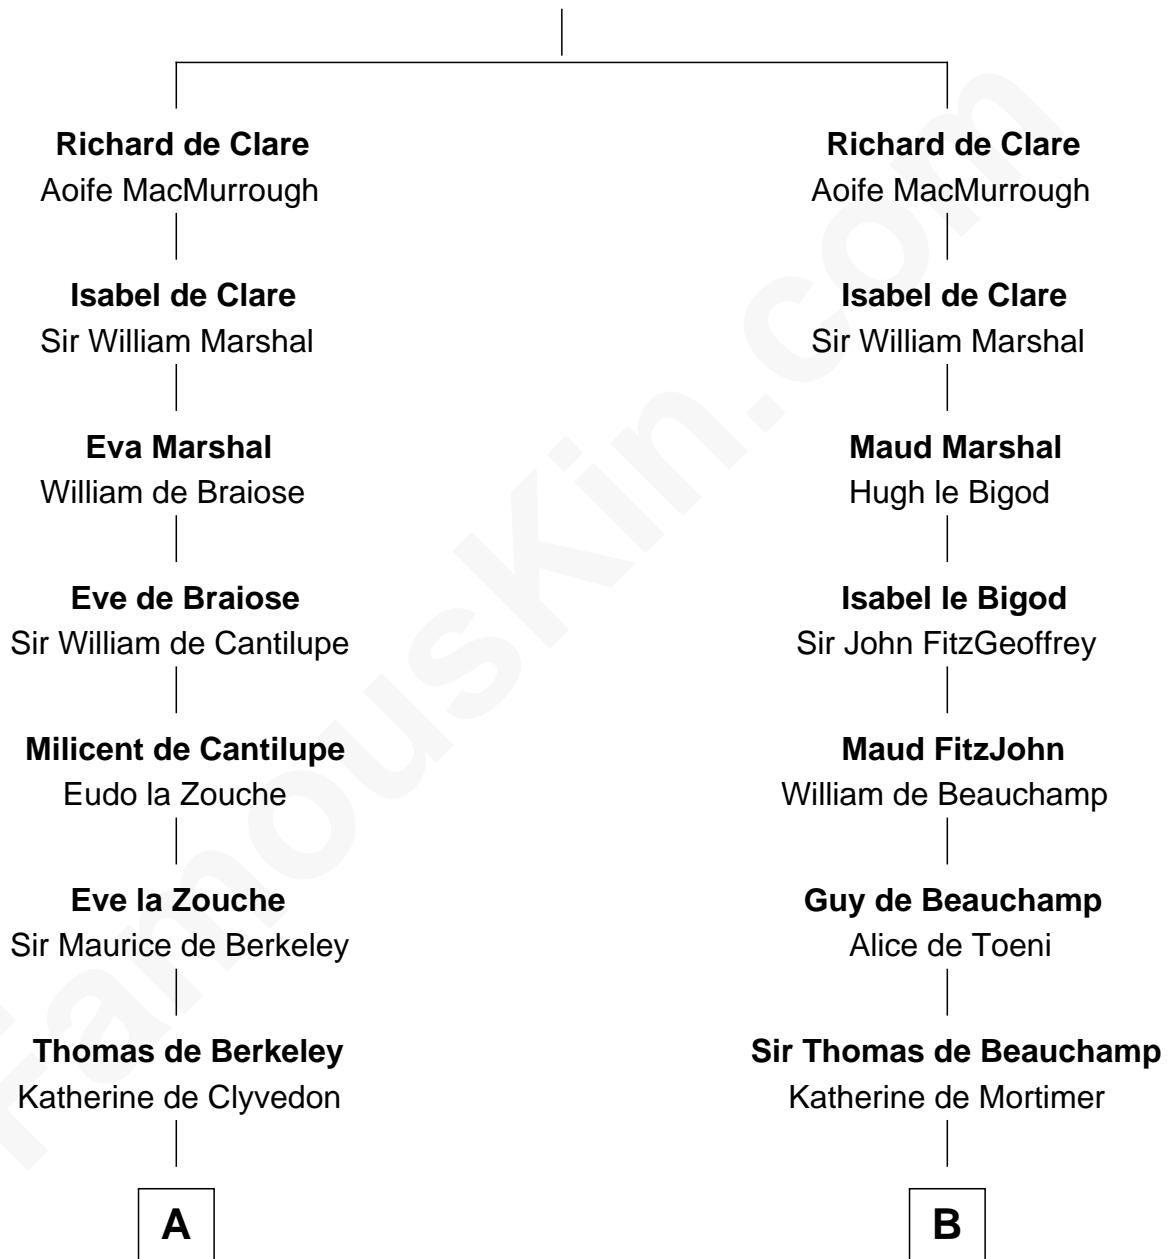 Richard de Clare
Aoife MacMurrough
Isabel de Clare
Sir William Marshal
Eva Marshal
William de Braiose
Eve de Braiose
Sir William de Cantilupe
Milicent de Cantilupe
Eudo la Zouche
Eve la Zouche
Sir Maurice de Berkeley
Thomas de Berkeley
Katherine de Clyvedon
A
Richard de Clare
Aoife MacMurrough
Isabel de Clare
Sir William Marshal
Maud Marshal
Hugh le Bigod
Isabel le Bigod
Sir John FitzGeoffrey
Maud FitzJohn
William de Beauchamp
Guy de Beauchamp
Alice de Toeni
Sir Thomas de Beauchamp
Katherine de Mortimer
B
FamousKin.com